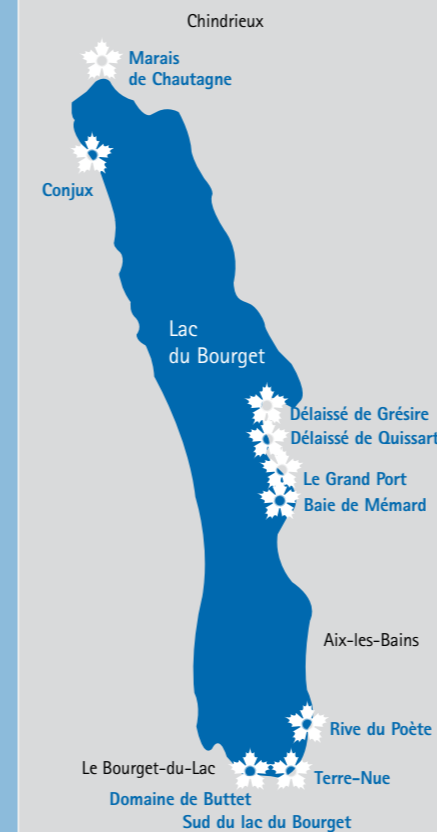 Chindrieux
Marais
de Chautagne
Conjux
Lac
du Bourget
Délaissé de Grésire
Délaissé de Quissart
Le Grand Port
Baie de Mémard
Aix-les-Bains
Rive du Poète
Le Bourget-du-Lac
Terre-Nue
Domaine de Buttet
Sud du lac du Bourget